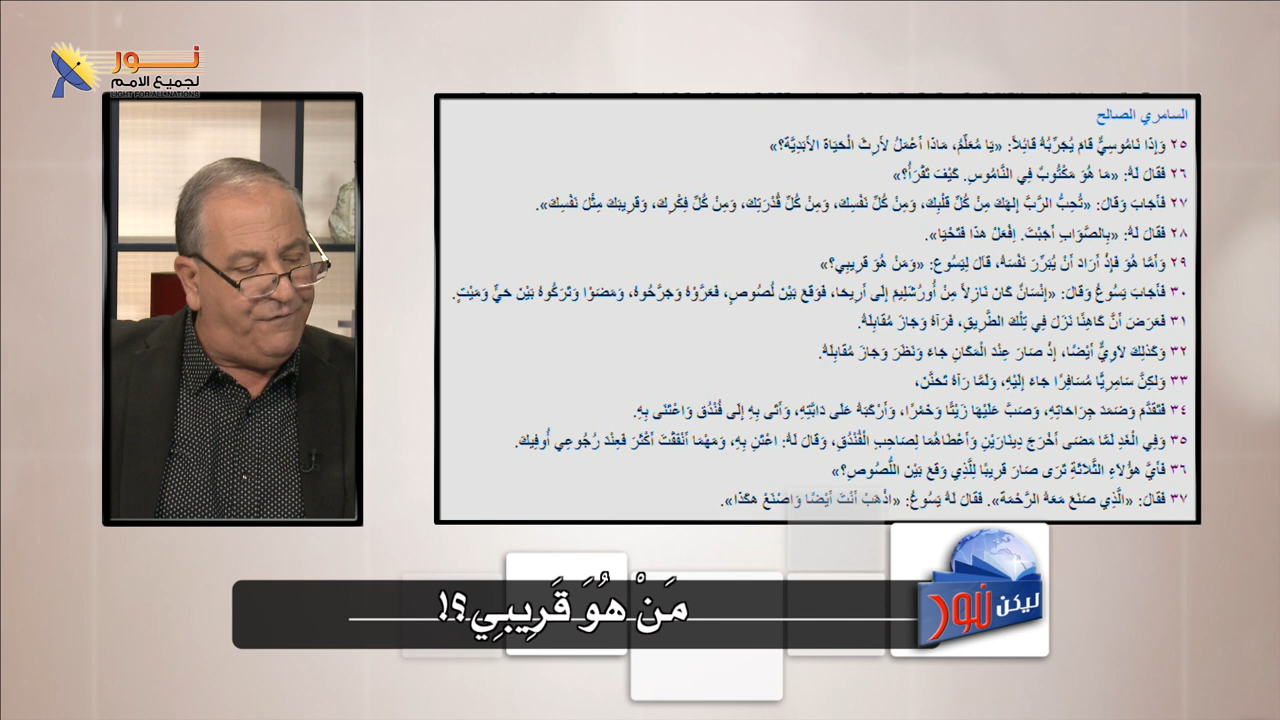 نور
لجميع الامم
LIGHT FOR ALL NATIONS
السامري الصالح
٢٥ وَإِذَا نَامُوسِيٌّ قَامَ يُجَرِّبُهُ قَائِلاً: «يَا مُعَلِّمُ، مَاذَا أَعْمَلُ لأَرِثَ الْحَيَاةَ الأَبَدِيَّةَ؟»
٢٦ فَقَالَ لَهُ: «مَا هُوَ مَكْتُوبٌ فِي النَّامُوسِ. كَيْفَ تَقْرَأُ؟»
٢٧ فَأَجَابَ وَقَالَ: «تُحِبُّ الرَّبَّ إِلهَكَ مِنْ كُلِّ قَلْبِكَ، وَمِنْ كُلِّ نَفْسِكَ، وَمِنْ كُلِّ قُدْرَتِكَ، وَمِنْ كُلِّ فِكْرِكَ، وَقَرِيبَكَ مِثْلَ نَفْسِكَ».
٢٨ فَقَالَ لَهُ: «بِالصَّوَابِ أَجَبْتَ. اِفْعَلْ هذَا فَتَحْيَا».
٢٩ وَأَمَّا هُوَ فَإِذْ أَرَادَ أَنْ يُبَرِّرَ نَفْسَهُ، قَالَ لِيَسُوعَ: «وَمَنْ هُوَ قَرِيبِي؟»
٣٠ فَأَجَابَ يَسُوعُ وَقَالَ: «إِنْسَانٌ كَانَ نَازِلاً مِنْ أُورُشَلِيمَ إِلَى أَرِيحَا، فَوَقَعَ بَيْنَ لُصُوصٍ، فَعَرَّوْهُ وَجَرَّحُوهُ، وَمَضَوْا وَتَرَكُوهُ بَيْنَ حَيٍّ وَمَيْتٍ.
٣١ فَعَرَضَ أَنَّ كَاهِنًا نَزَلَ فِي تِلْكَ الطَّرِيقِ، فَرَآهُ وَجَازَ مُقَابِلَهُ.
٣٢ وَكَذلِكَ لاَوِيٌّ أَيْضًا، إِذْ صَارَ عِنْدَ الْمَكَانِ جَاءَ وَنَظَرَ وَجَازَ مُقَابِلَهُ.
٣٣ وَلكِنَّ سَامِرِيًّا مُسَافِرًا جَاءَ إِلَيْهِ، وَلَمَّا رَآهُ تَحَنَّنَ،
٣٤ فَتَقَدَّمَ وَضَمَدَ جِرَاحَاتِهِ، وَصَبَّ عَلَيْهَا زَيْتًا وَخَمْرًا، وَأَرْكَبَهُ عَلَى دَابَّتِهِ، وَأَتَى بِهِ إِلَى فُنْدُق وَاعْتَنَى بِهِ.
٣٥ وَفِي الْغَدِ لَمَّا مَضَى أَخْرَجَ دِينَارَيْنِ وَأَعْطَاهُمَا لِصَاحِبِ الْفُنْدُقِ، وَقَالَ لَهُ: اعْتَنِ بِهِ، وَمَهْمَا أَنْفَقْتَ أَكْثَرَ فَعِنْدَ رُجُوعِي أُوفِيكَ.
٣٦ فَأَيَّ هؤُلاَءِ الثَّلاَثَةِ تَرَى صَارَ قَرِيبًا لِلَّذِي وَقَعَ بَيْنَ اللُّصُوصِ؟»
٣٧ فَقَالَ: «الَّذِي صَنَعَ مَعَهُ الرَّحْمَةَ». فَقَالَ لَهُ يَسُوعُ: «اذْهَبْ أَنْتَ أَيْضًا وَاصْنَعْ هكَذَا».
ليكن نور
مَنْ هُوَ قَرِيبِي؟!